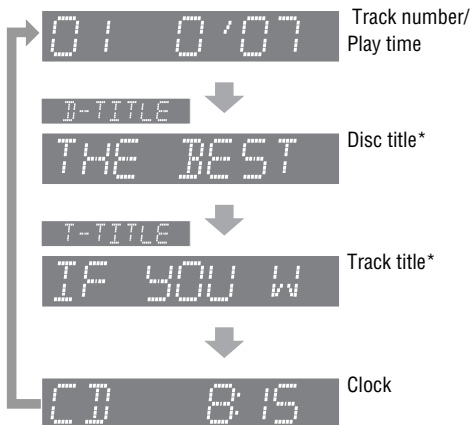 01 0'07
Track number/
Play time
D-TITLE
THE BEST
Disc title*
T-TITLE
IF YOU W
Track title*
CD 8:15
Clock